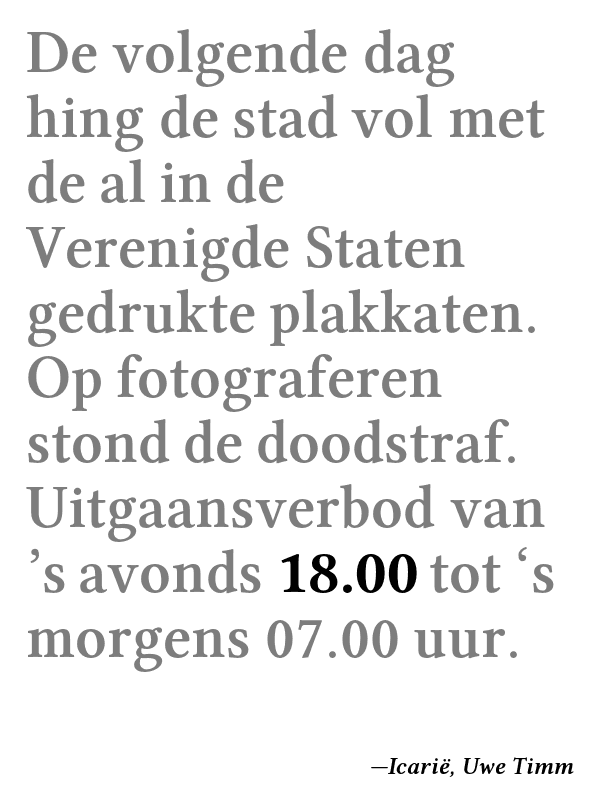 De volgende dag
hing de stad vol met
de al in de
Verenigde Staten
gedrukte plakkaten.
Op fotograferen
stond de doodstraf.
Uitgaansverbod van
’s avonds 18.00 tot ‘s
morgens 07.00 uur.
—Icarië, Uwe Timm